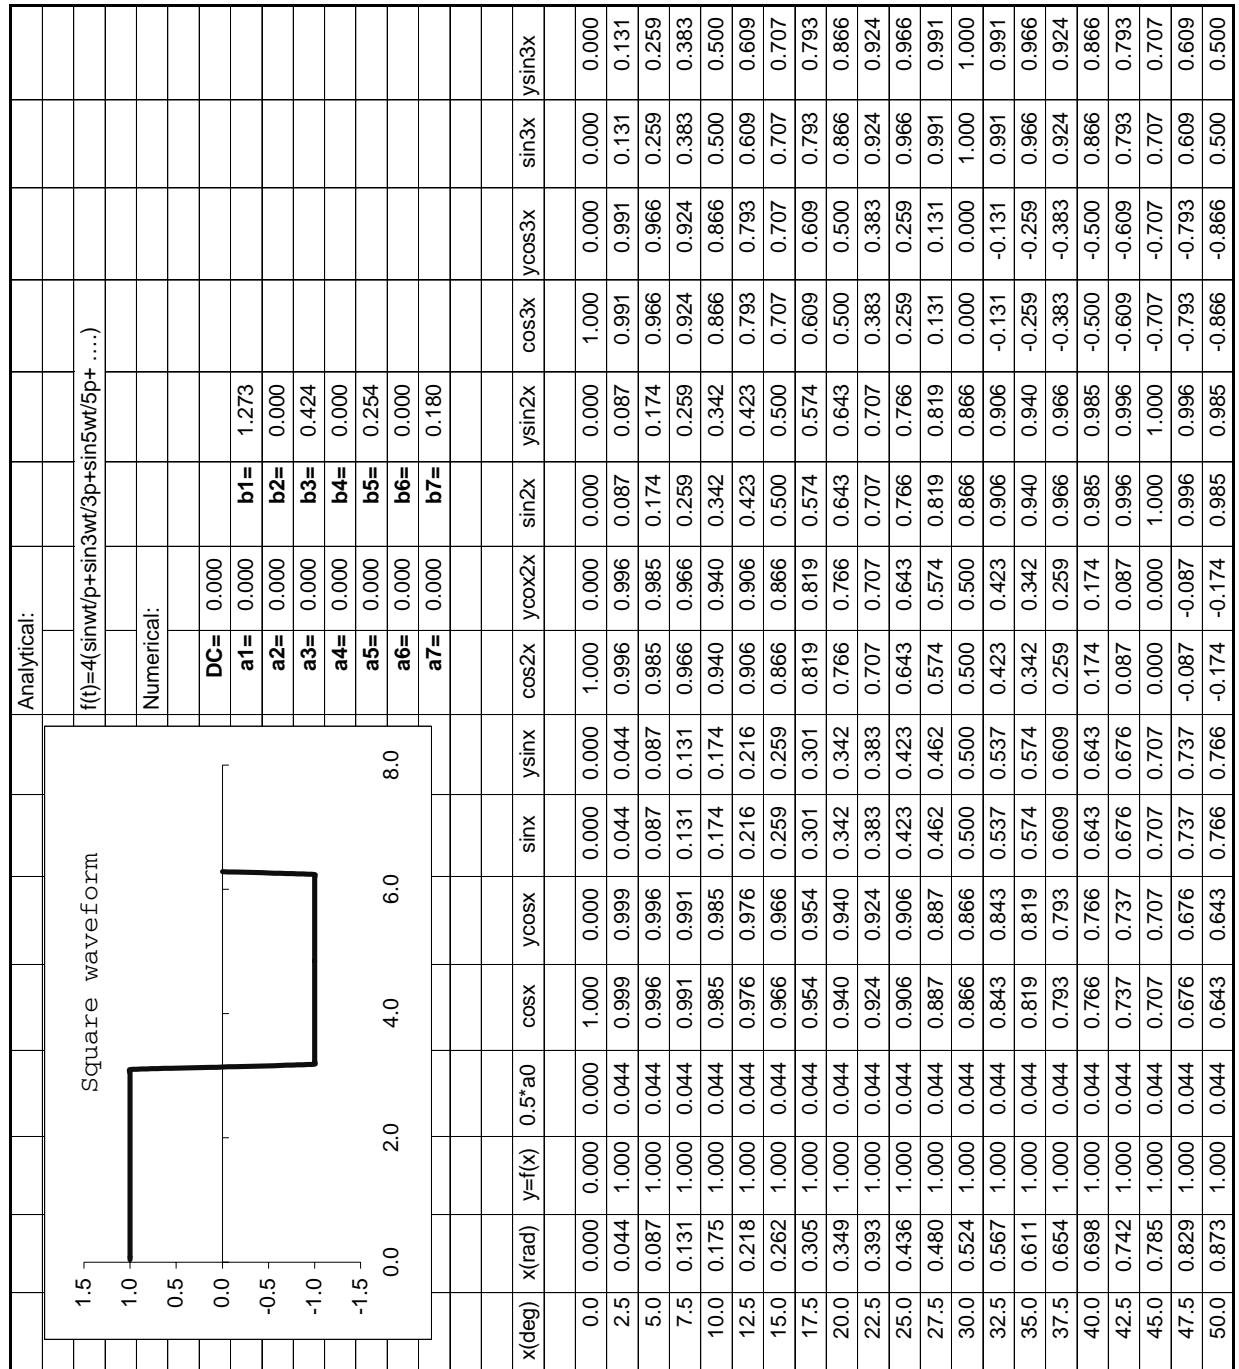 Analytical:
f(t)=4(sinwt/p+sin3wt/3p+sin5wt/5p+ ....)
Numerical:
DC= 0.000
a1= 0.000 b1= 1.273
a2= 0.000 b2= 0.000
a3= 0.000 b3= 0.424
a4= 0.000 b4= 0.000
a5= 0.000 b5= 0.254
a6= 0.000 b6= 0.000
a7= 0.000 b7= 0.180
Square waveform
1.5
1.0
0.5
0.0
-0.5
-1.0
-1.5
0.0 2.0 4.0 6.0 8.0
x(deg) x(rad) y=f(x) 0.5*a0 cosx ycosx sinx ysinx cos2x ycox2x sin2x ysin2x cos3x ycos3x sin3x ysin3x
0.0 0.000 0.000 0.000 1.000 0.000 0.000 0.000 1.000 0.000 0.000 0.000 1.000 0.000 0.000 0.000
2.5 0.044 1.000 0.044 0.999 0.999 0.044 0.044 0.996 0.996 0.087 0.087 0.991 0.991 0.131 0.131
5.0 0.087 1.000 0.044 0.996 0.996 0.087 0.087 0.985 0.985 0.174 0.174 0.966 0.966 0.259 0.259
7.5 0.131 1.000 0.044 0.991 0.991 0.131 0.131 0.966 0.966 0.259 0.259 0.924 0.924 0.383 0.383
10.0 0.175 1.000 0.044 0.985 0.985 0.174 0.174 0.940 0.940 0.342 0.342 0.866 0.866 0.500 0.500
12.5 0.218 1.000 0.044 0.976 0.976 0.216 0.216 0.906 0.906 0.423 0.423 0.793 0.793 0.609 0.609
15.0 0.262 1.000 0.044 0.966 0.966 0.259 0.259 0.866 0.866 0.500 0.500 0.707 0.707 0.707 0.707
17.5 0.305 1.000 0.044 0.954 0.954 0.301 0.301 0.819 0.819 0.574 0.574 0.609 0.609 0.793 0.793
20.0 0.349 1.000 0.044 0.940 0.940 0.342 0.342 0.766 0.766 0.643 0.643 0.500 0.500 0.866 0.866
22.5 0.393 1.000 0.044 0.924 0.924 0.383 0.383 0.707 0.707 0.707 0.707 0.383 0.383 0.924 0.924
25.0 0.436 1.000 0.044 0.906 0.906 0.423 0.423 0.643 0.643 0.766 0.766 0.259 0.259 0.966 0.966
27.5 0.480 1.000 0.044 0.887 0.887 0.462 0.462 0.574 0.574 0.819 0.819 0.131 0.131 0.991 0.991
30.0 0.524 1.000 0.044 0.866 0.866 0.500 0.500 0.500 0.500 0.866 0.866 0.000 0.000 1.000 1.000
32.5 0.567 1.000 0.044 0.843 0.843 0.537 0.537 0.423 0.423 0.906 0.906 -0.131 -0.131 0.991 0.991
35.0 0.611 1.000 0.044 0.819 0.819 0.574 0.574 0.342 0.342 0.940 0.940 -0.259 -0.259 0.966 0.966
37.5 0.654 1.000 0.044 0.793 0.793 0.609 0.609 0.259 0.259 0.966 0.966 -0.383 -0.383 0.924 0.924
40.0 0.698 1.000 0.044 0.766 0.766 0.643 0.643 0.174 0.174 0.985 0.985 -0.500 -0.500 0.866 0.866
42.5 0.742 1.000 0.044 0.737 0.737 0.676 0.676 0.087 0.087 0.996 0.996 -0.609 -0.609 0.793 0.793
45.0 0.785 1.000 0.044 0.707 0.707 0.707 0.707 0.000 0.000 1.000 1.000 -0.707 -0.707 0.707 0.707
47.5 0.829 1.000 0.044 0.676 0.676 0.737 0.737 -0.087 -0.087 0.996 0.996 -0.793 -0.793 0.609 0.609
50.0 0.873 1.000 0.044 0.643 0.643 0.766 0.766 -0.174 -0.174 0.985 0.985 -0.866 -0.866 0.500 0.500